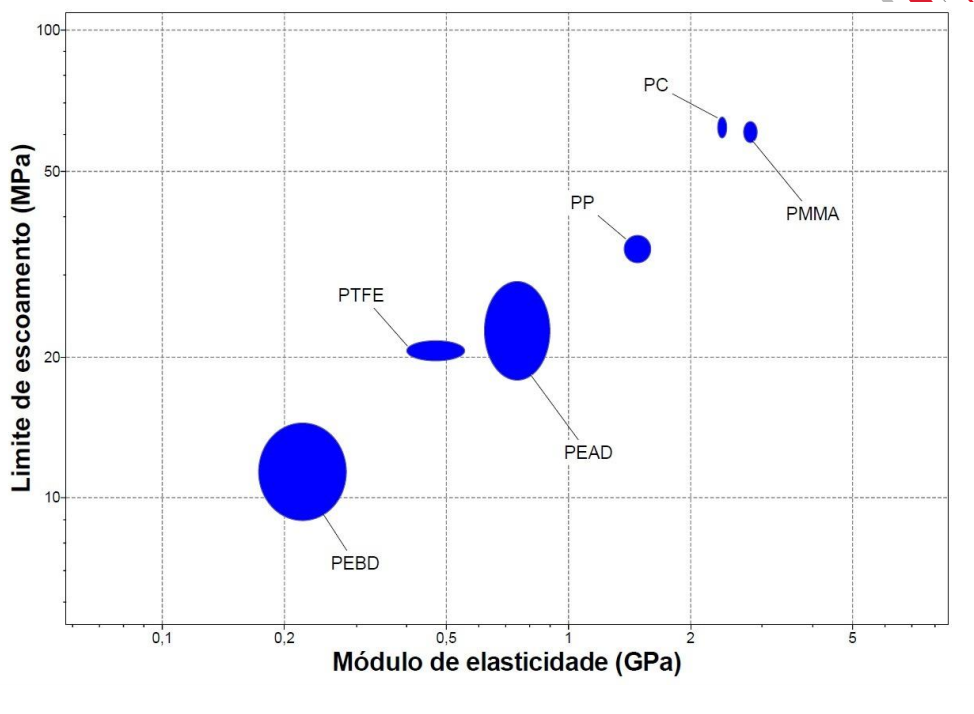 100
50
20
10
Limite de escoamento (MPa)
PC
PMMA
PP
PTFE
PEAD
PEBD
0,1
0,2
0,5
1
2
5
Módulo de elasticidade (GPa)